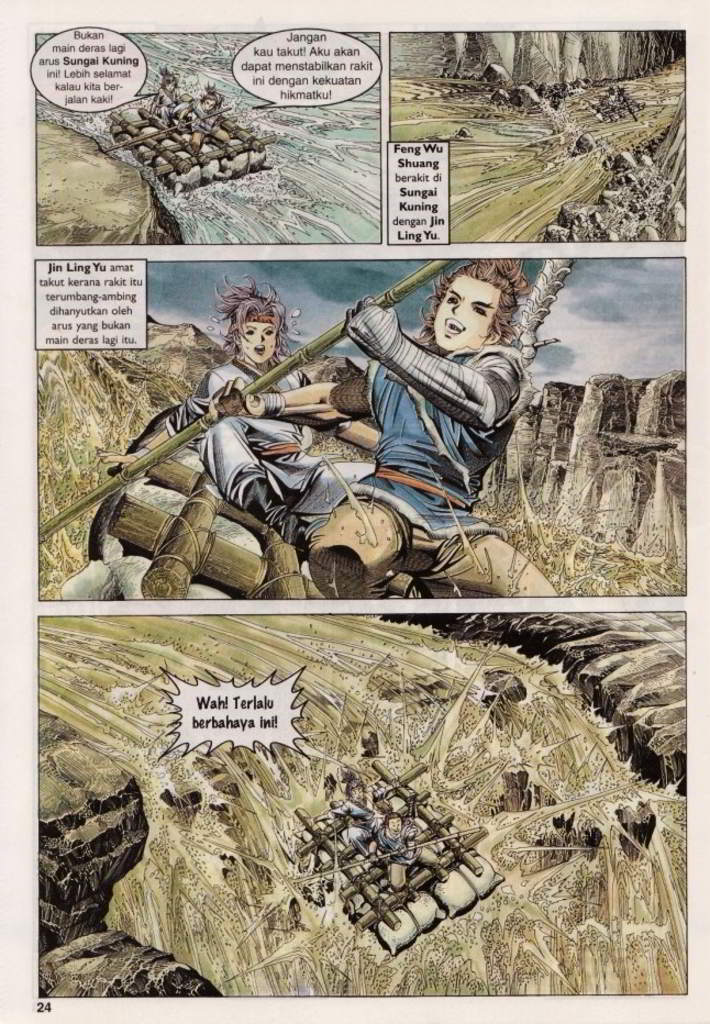 Bukan
main deras lagi
arus Sungai Kuning
ini! Lebih selamat
kalau kita ber-
jalan kaki!
Jangan
kau takut! Aku akan
dapat menstabilkan rakit
ini dengan kekuatan
hikmatku!
Feng Wu
Shuang
berakit di
Sungai
Kuning
dengan Jin
Ling Yu.
Jin Ling Yu amat
takut kerana rakit itu
terumbang-ambing
dihanyutkan oleh
arus yang bukan
main deras lagi itu.
Wah! Terlalu
berbahaya ini!
24